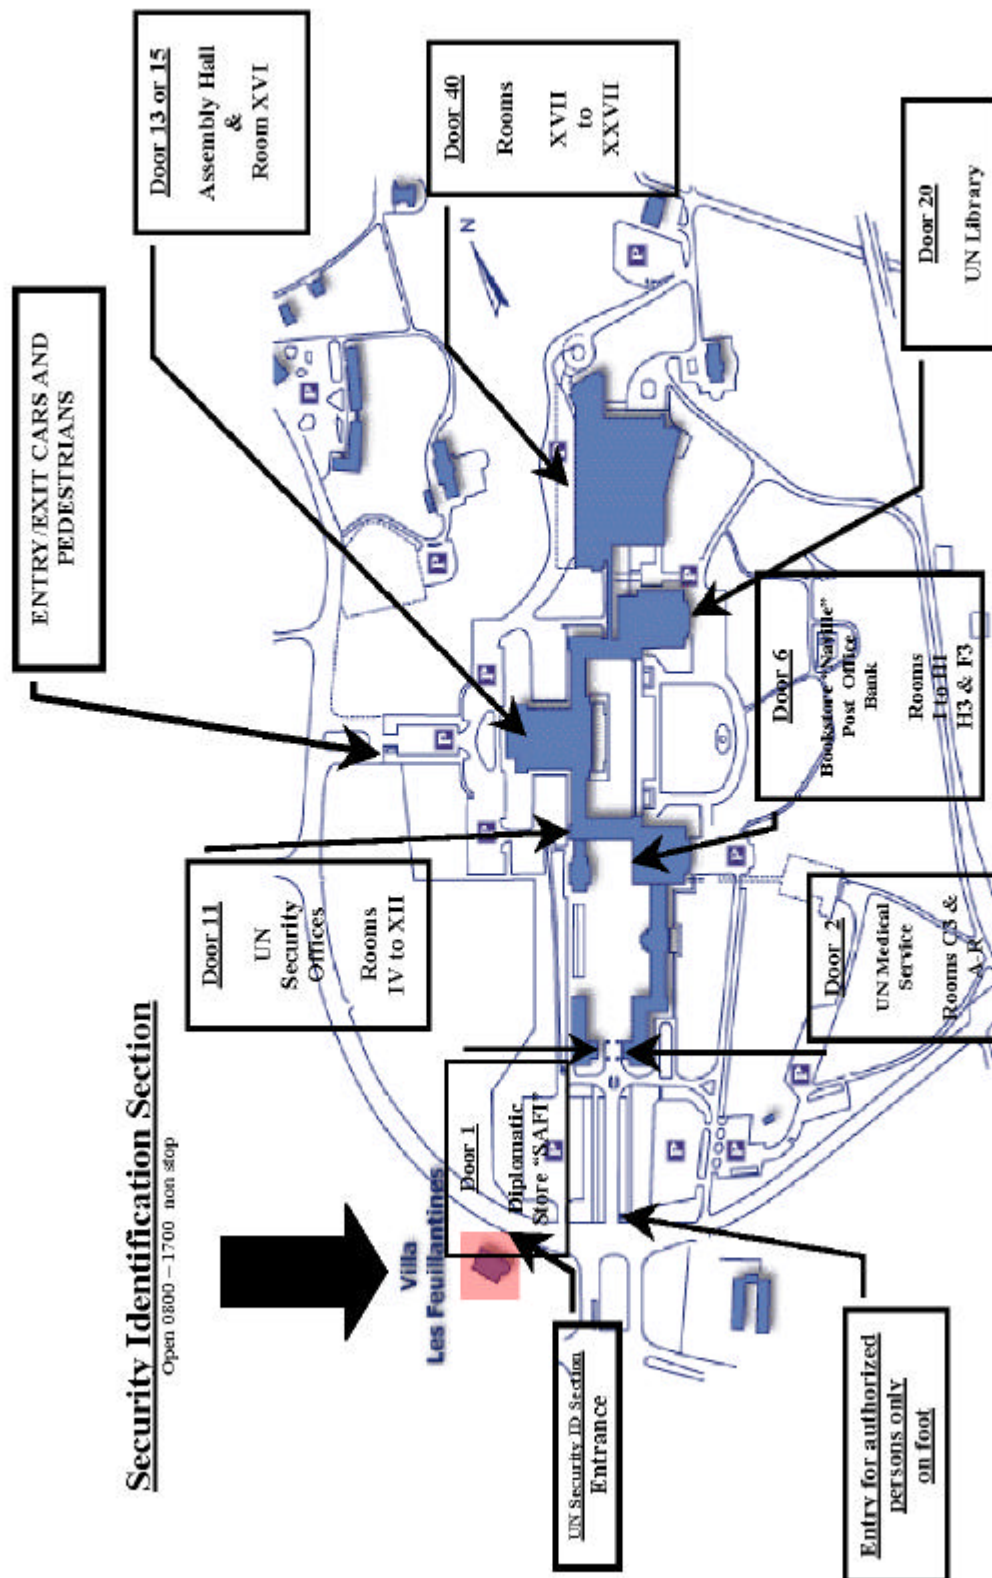 Security Identification Section
Open 0800 – 1700 non stop
ENTRY/EXIT CARS AND
PEDESTRIANS
Door 13 or 15
Assembly Hall
&
Room XVI
Door 11
UN
Security
Offices
Rooms
IV to XII
Villa
Les Feuillantines
Door 1
Diplomatic
Store “SAFI”
Door 40
Rooms
XVII
to
XXVII
N
UN Security ID Section
Entrance
Door 6
Bookstore “Naville”
Post Office
Bank
Rooms
I to III
H3 & F3
Door 2
UN Medical
Service
Rooms C3 &
A-R
Door 20
UN Library
Entry for authorized
persons only
on foot
P
P
P
P
P
P
P
P
P
P
P
P
P